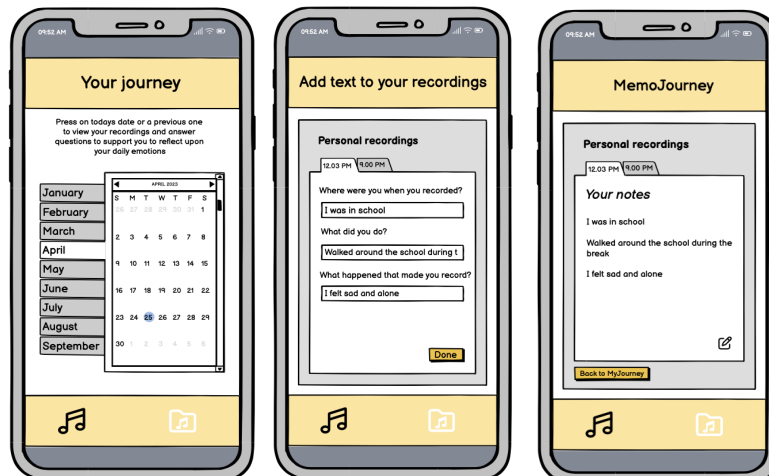 09:52 AM
Your journey
Press on todays date or a previous one
to view your recordings and answer
questions to support you to reflect upon
your daily emotions
January
February
March
April
May
June
July
August
September
APRIL 2023
S M T W T F S
26 27 28 29 30 31 1
2 3 4 5 6 7 8
9 10 11 12 13 14 15
16 17 18 19 20 21 22
23 24 25 26 27 28 29
30 1 2 3 4 5 6
09:52 AM
Add text to your recordings
Personal recordings
12.03 PM 9.00 PM
Where were you when you recorded?
I was in school
What did you do?
Walked around the school during t
What happened that made you record?
I felt sad and alone
Done
09:52 AM
MemoJourney
Personal recordings
12.03 PM 9.00 PM
Your notes
I was in school
Walked around the school during the
break
I felt sad and alone
Back to MyJourney